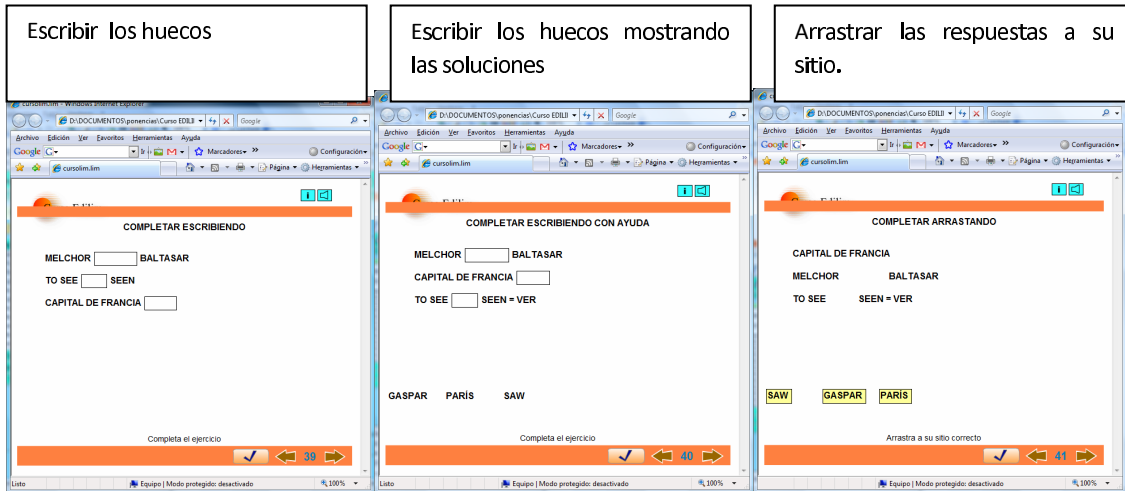 Escribir los huecos
cursolim.lim - Windows Internet Explorer
D:\DOCUMENTOS\ponencias\Curso EDILI
Google
Archivo Edición Ver Favoritos Herramientas Ayuda
Google G Marcadores Configuración
cursolim.lim Página Herramientas
i
COMPLETAR ESCRIBIENDO
MELCHOR BALTASAR
TO SEE SEEN
CAPITAL DE FRANCIA
Completa el ejercicio
39
Listo Equipo | Modo protegido: desactivado 100%
Escribir los huecos mostrando
las soluciones
D:\DOCUMENTOS\ponencias\Curso EDILI
Google
Archivo Edición Ver Favoritos Herramientas Ayuda
Google G Marcadores Configuración
cursolim.lim Página Herramientas
i
COMPLETAR ESCRIBIENDO CON AYUDA
MELCHOR BALTASAR
CAPITAL DE FRANCIA
TO SEE SEEN = VER
GASPAR PARÍS SAW
Completa el ejercicio
40
Listo Equipo | Modo protegido: desactivado 100%
Arrastrar las respuestas a su
sitio.
D:\DOCUMENTOS\ponencias\Curso EDILI
Google
Archivo Edición Ver Favoritos Herramientas Ayuda
Google G Marcadores Configuración
cursolim.lim Página Herramientas
i
COMPLETAR ARRASTANDO
CAPITAL DE FRANCIA
MELCHOR BALTASAR
TO SEE SEEN = VER
SAW GASPAR PARÍS
Arrastra a su sitio correcto
41
Equipo | Modo protegido: desactivado 100%